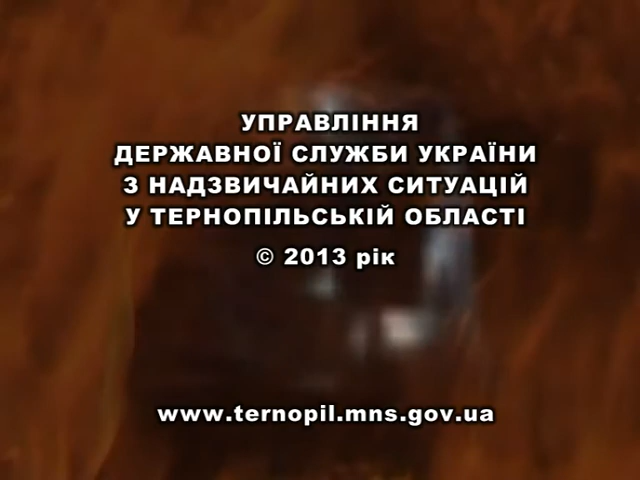 УПРАВЛІННЯ
ДЕРЖАВНОЇ СЛУЖБИ УКРАЇНИ
З НАДЗВИЧАЙНИХ СИТУАЦІЙ
У ТЕРНОПІЛЬСЬКІЙ ОБЛАСТІ
© 2013 рік
www.ternopil.mns.gov.ua